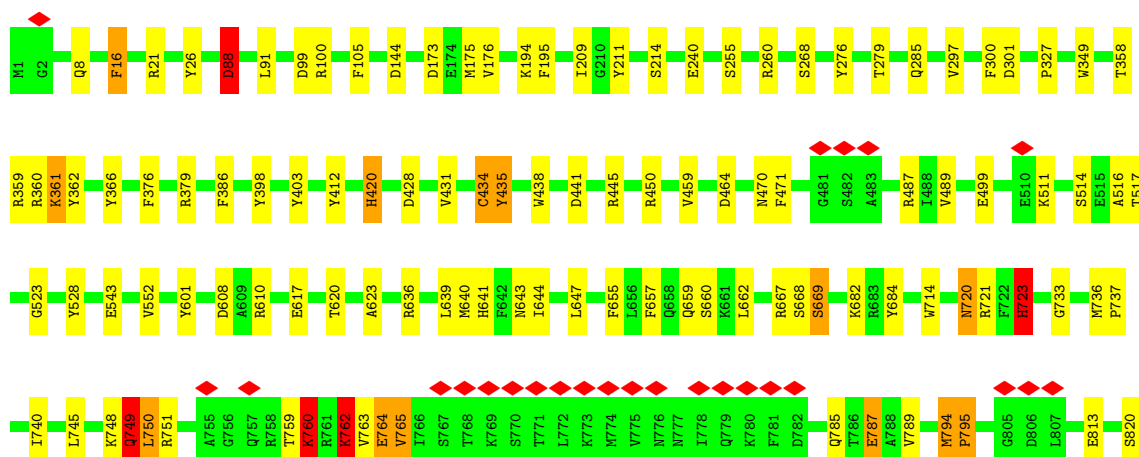 M1 G2 Q8 F16 R21 Y26 D88 L91 D99 R100 F105 D144 D173 E174 M175 V176 K194 F195 I209 G210 Y211 S214 E240 S255 R260 S268 Y276 T279 Q285 V297 F300 D301 P327 W349 T358
R359 R360 K361 Y362 Y366 F376 R379 F386 Y398 Y403 Y412 H420 D428 V431 C434 Y435 W438 D441 R445 R450 V459 D464 N470 F471 G481 S482 A483 R487 I488 V489 E499 E510 K511 S514 E515 A516 T517
G523 Y528 E543 V552 Y601 D608 A609 R610 E617 T620 A623 R636 L639 M640 H641 F642 N643 I644 L647 F655 L656 F657 Q658 Q659 S660 K661 L662 R667 S668 S669 K682 R683 Y684 W714 N720 R721 F722 H723 G733 M736 P737
I740 L745 K748 Q749 L750 R751 A755 G756 Q757 R758 T759 K760 R761 K762 V763 E764 V765 I766 S767 T768 K769 S770 T771 L772 K773 M774 V775 N776 N777 I778 Q779 K780 F781 D782 Q785 T786 E787 A788 V789 M794 P795 G805 D806 L807 E813 S820